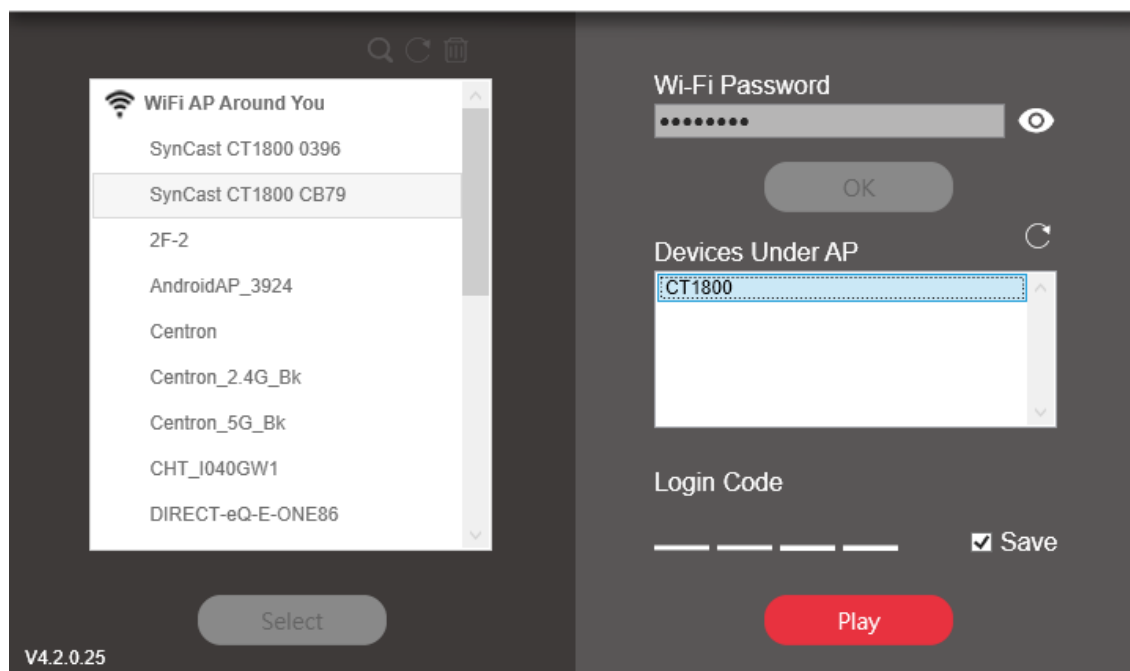 WiFi AP Around You
SynCast CT1800 0396
SynCast CT1800 CB79
2F-2
AndroidAP_3924
Centron
Centron_2.4G_Bk
Centron_5G_Bk
CHT_I040GW1
DIRECT-eQ-E-ONE86
Select
V4.2.0.25
Wi-Fi Password
••••••••
OK
Devices Under AP
CT1800
Login Code
Save
Play